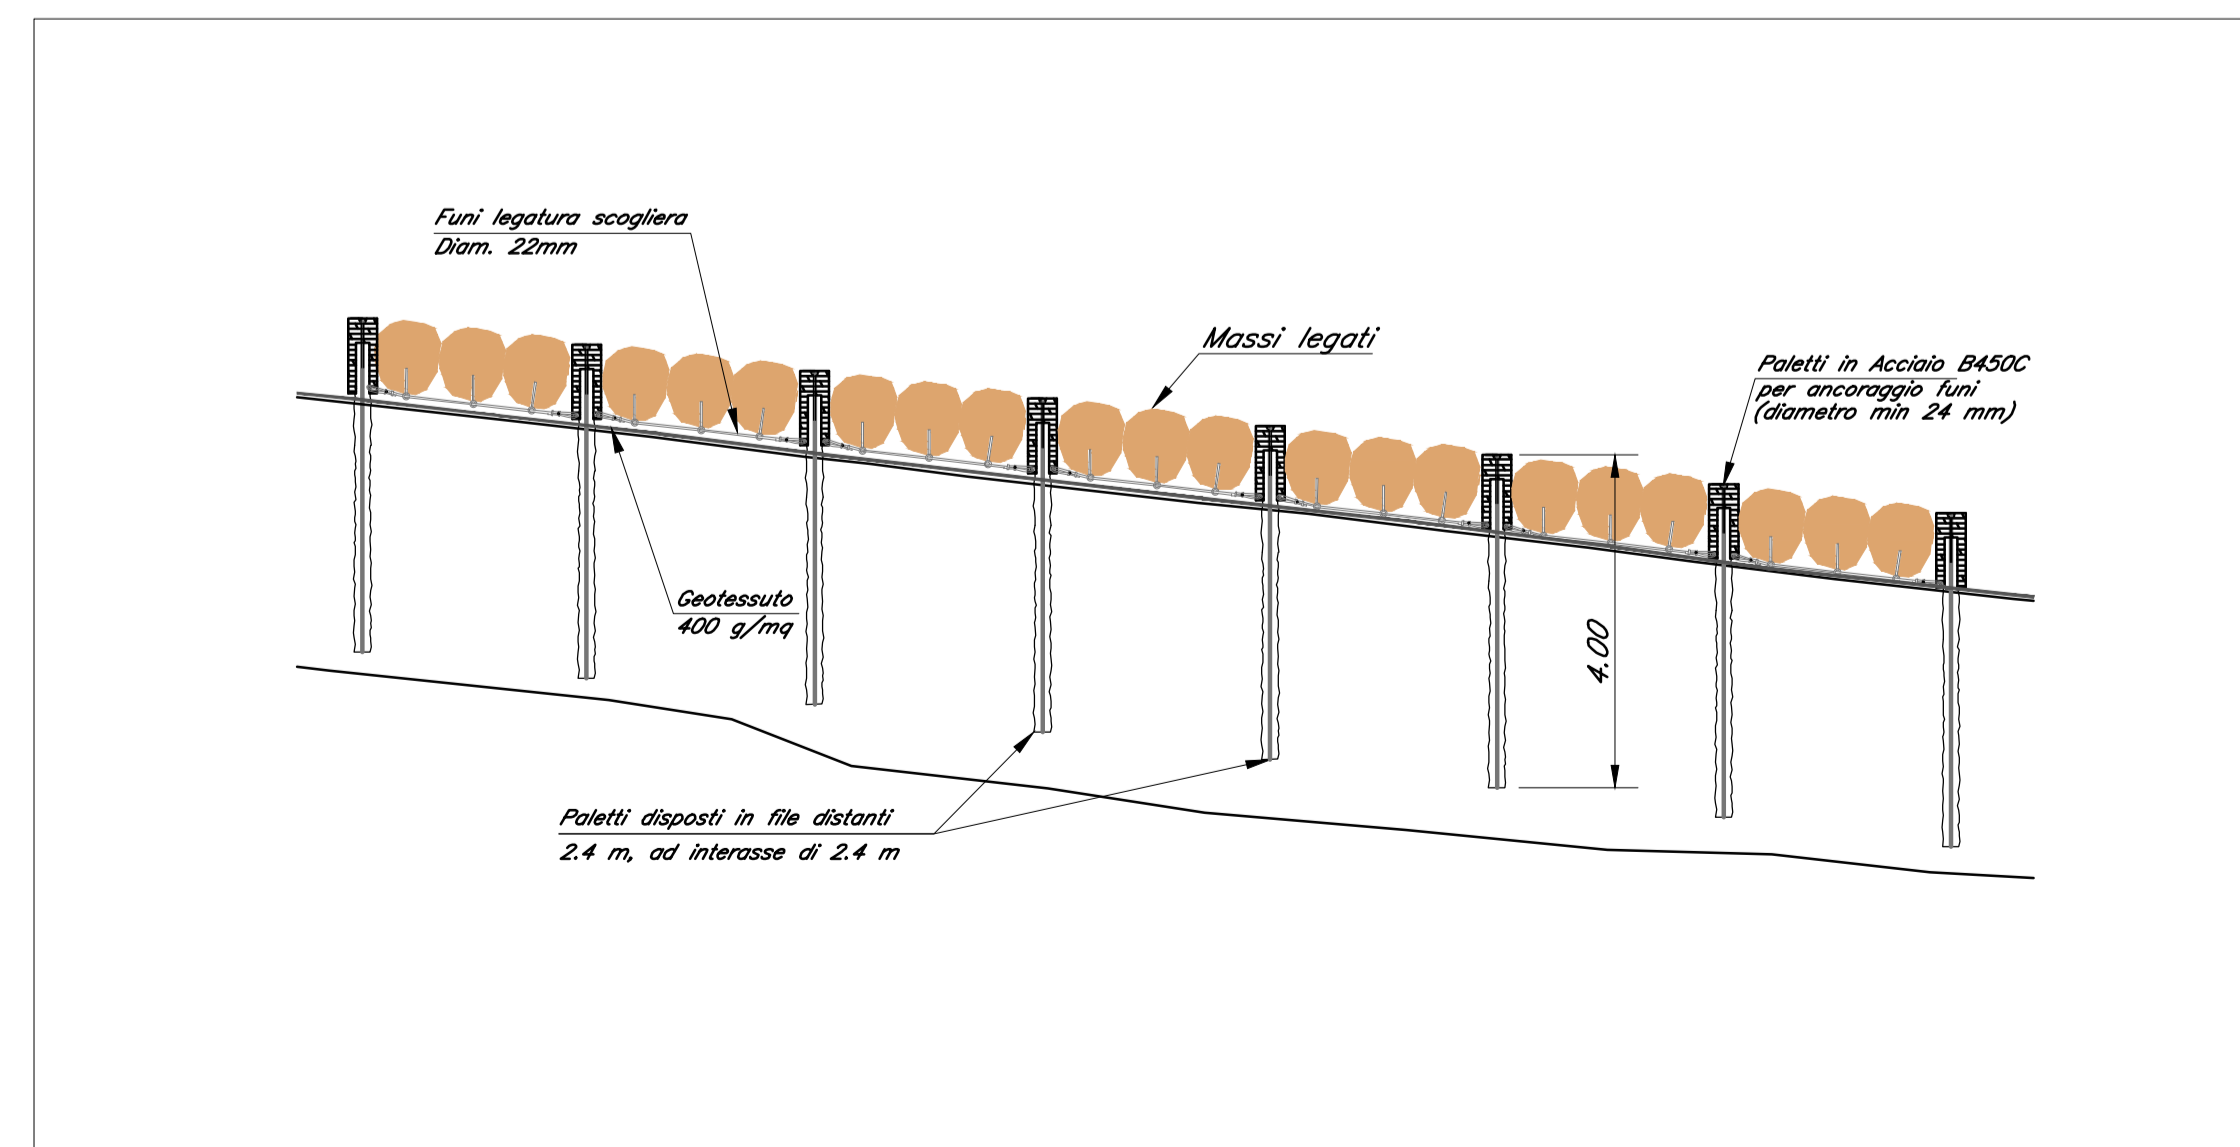 Funi legatura scogliera
Diam. 22mm
Massi legati
Paletti in Acciaio B450C
per ancoraggio funi
(diametro min 24 mm)
Geotessuto
400 g/mq
4.00
Paletti disposti in file distanti
2.4 m, ad interasse di 2.4 m